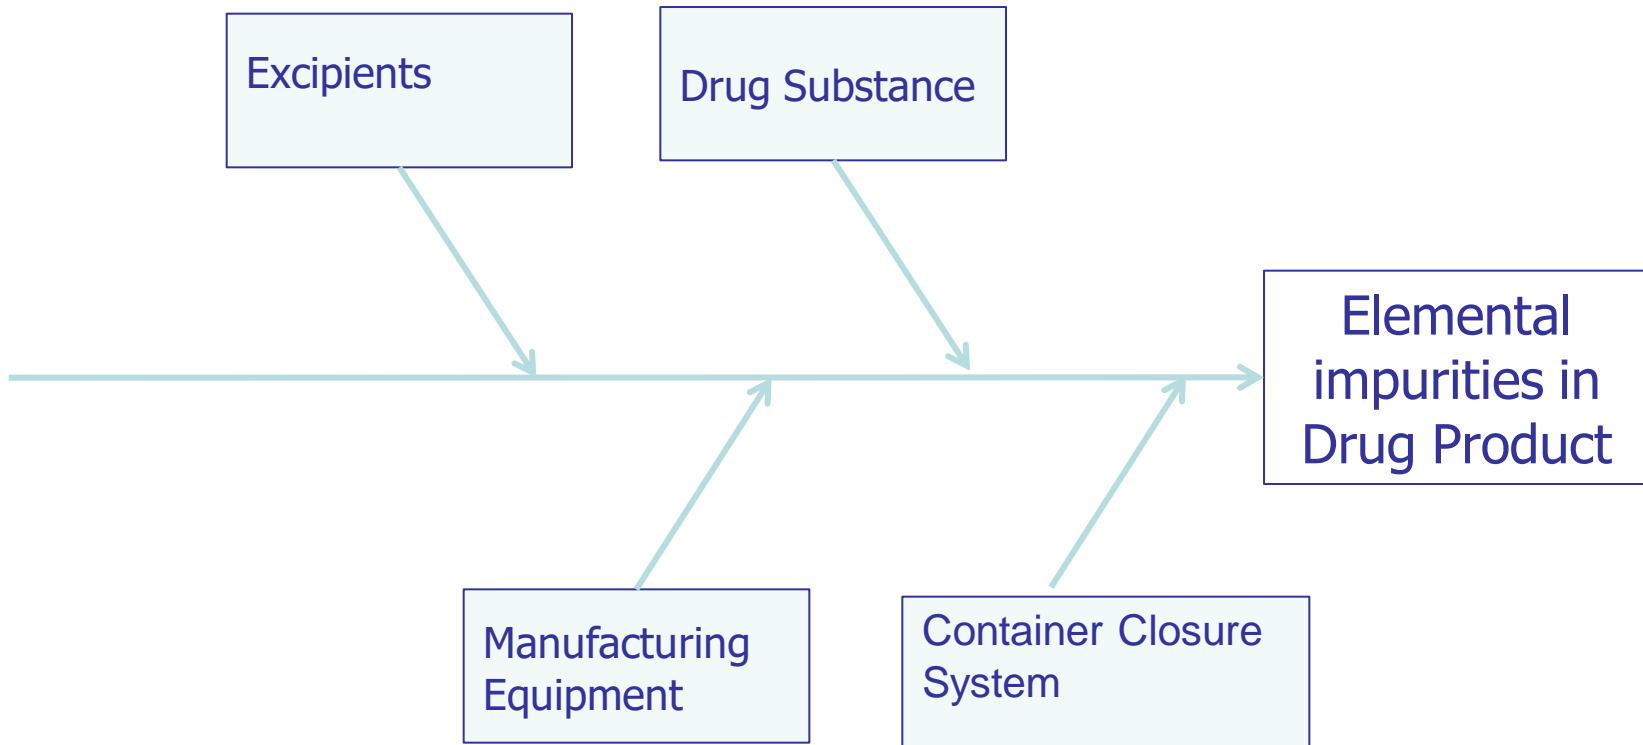 Excipients
Drug Substance
Elemental
impurities in
Drug Product
Manufacturing
Equipment
Container Closure
System